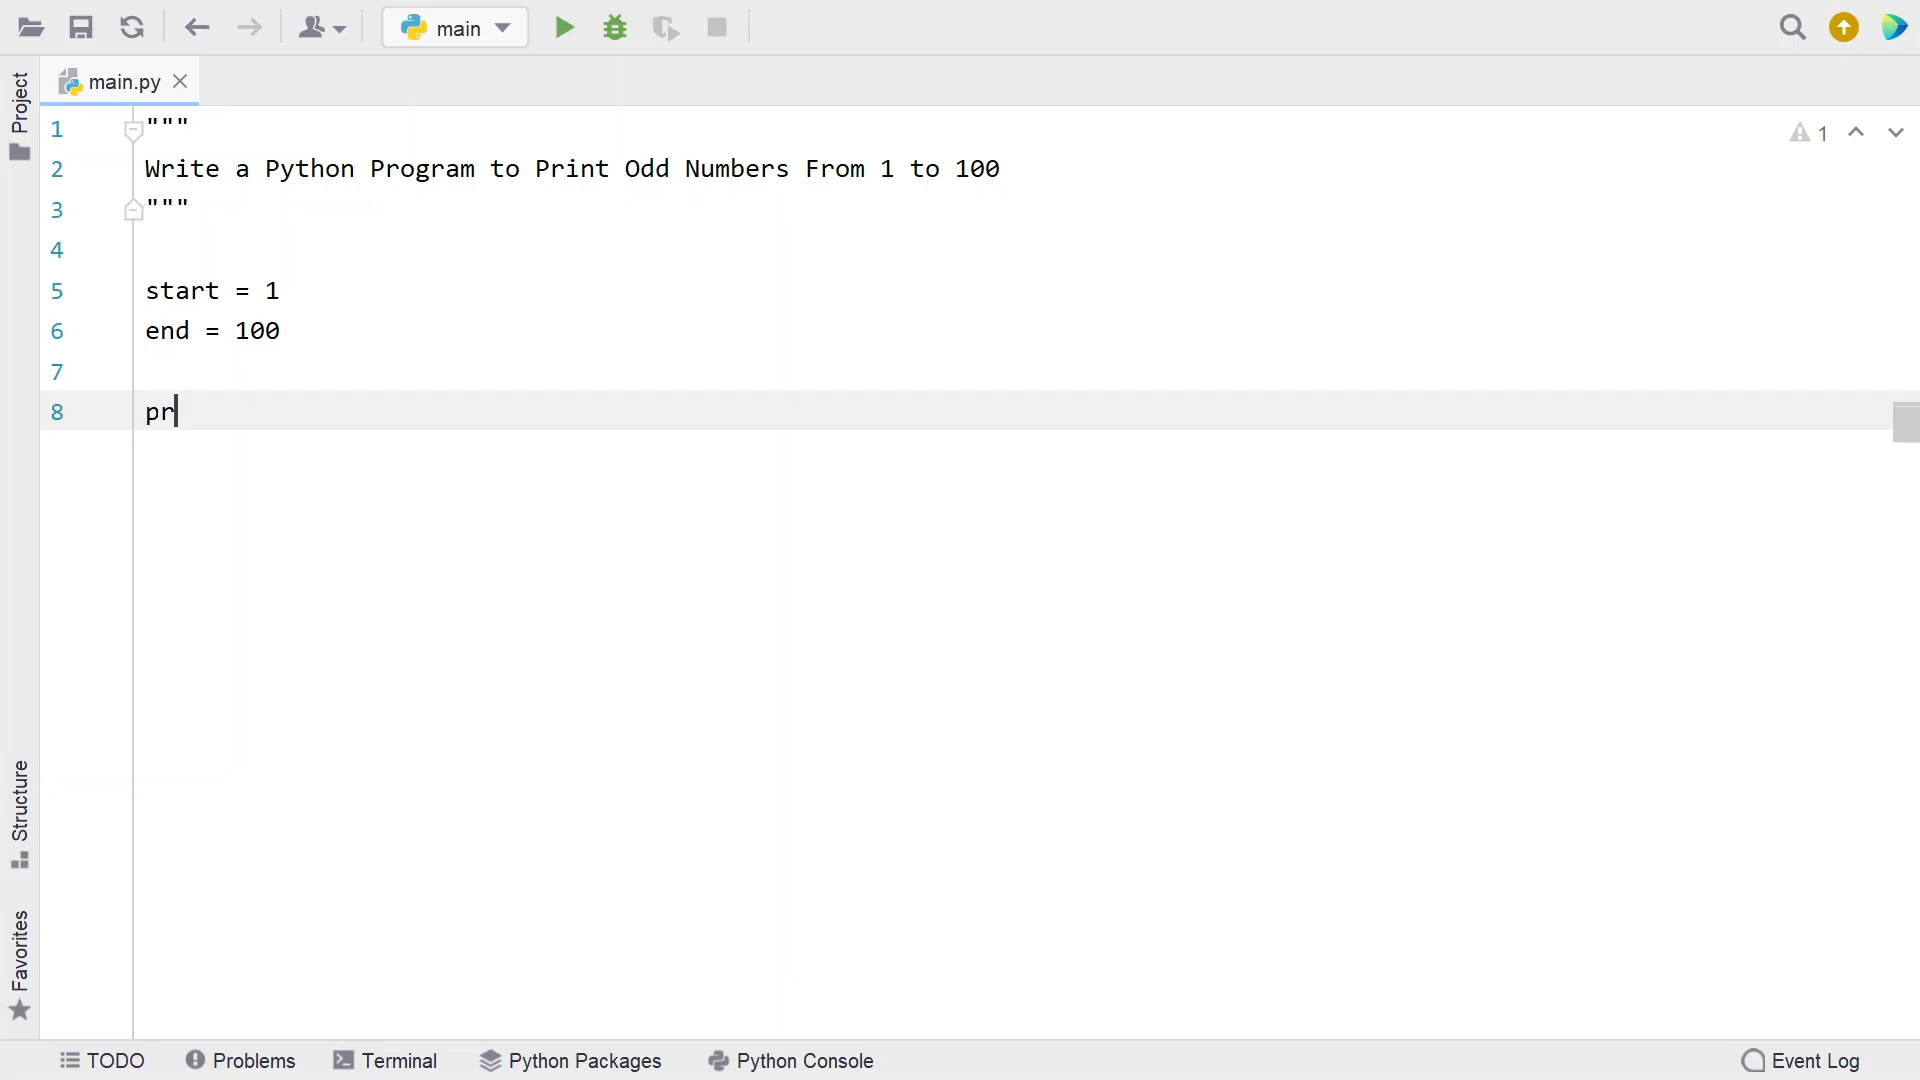 main
Project
main.py
1 """
1
2 Write a Python Program to Print Odd Numbers From 1 to 100
3 """
4
5 start = 1
6 end = 100
7
8 pr
Structure
Favorites
TODO Problems Terminal Python Packages Python Console Event Log